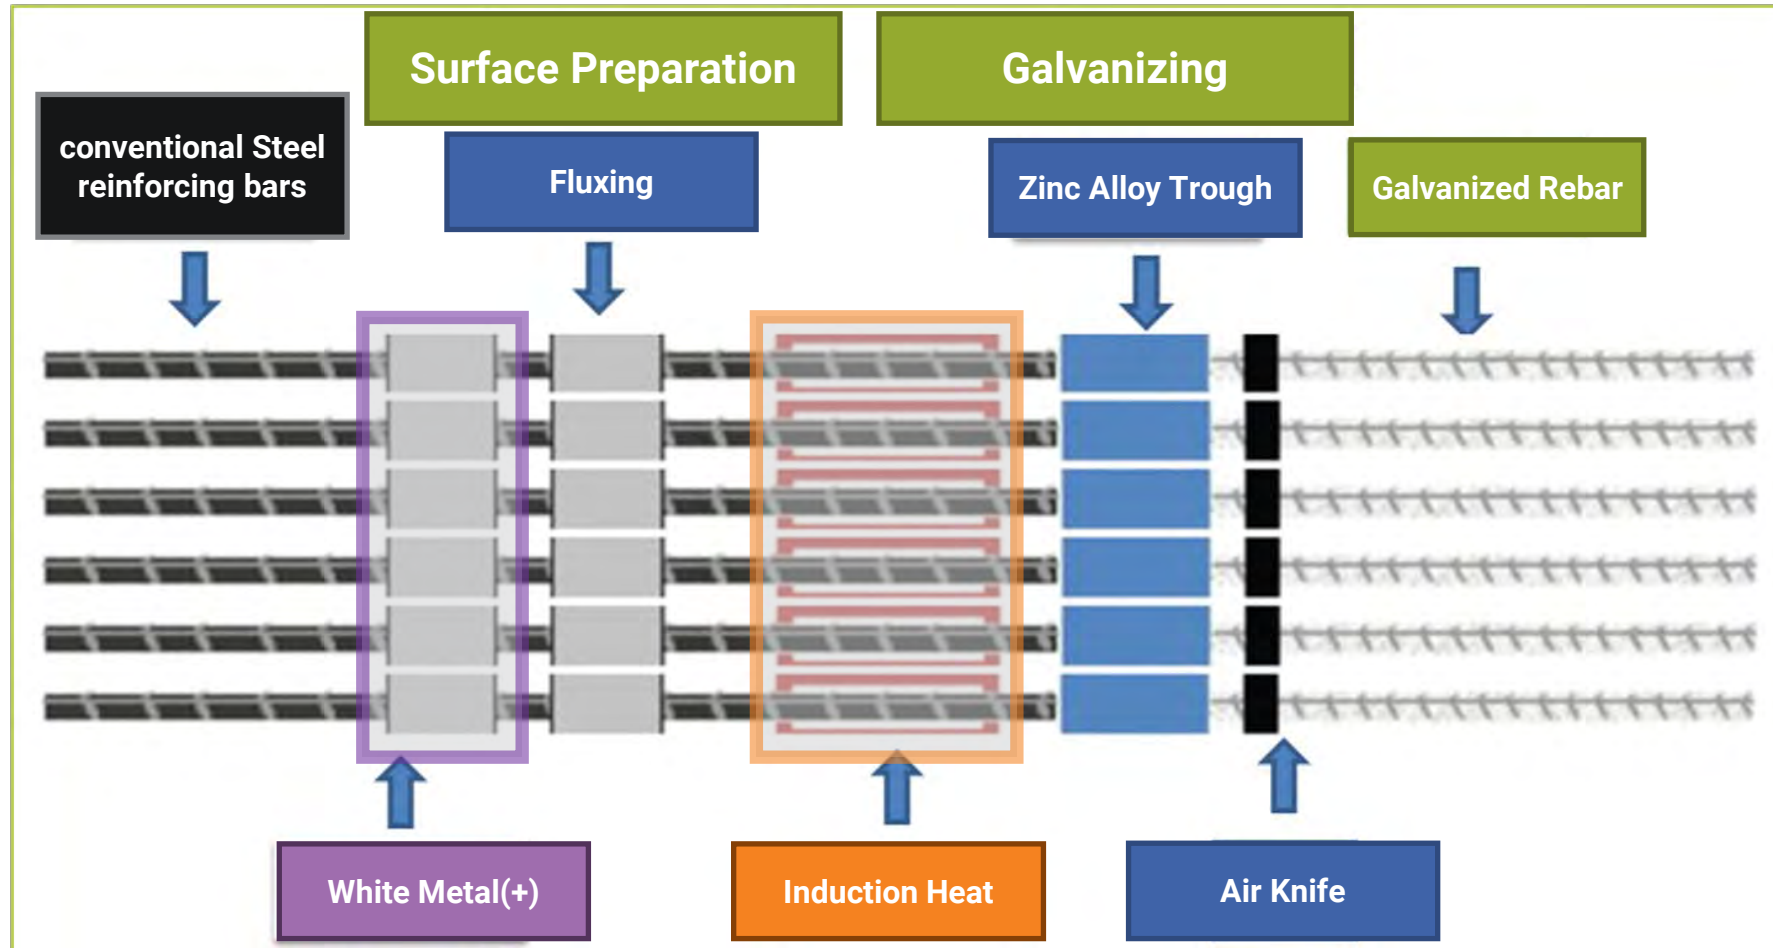 Surface Preparation
Galvanizing
conventional Steel
reinforcing bars
Fluxing
Zinc Alloy Trough
Galvanized Rebar
White Metal(+)
Induction Heat
Air Knife